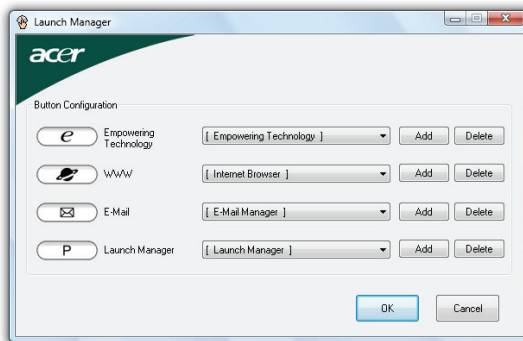 Launch Manager
acer
Button Configuration
e Empowering Technology [ Empowering Technology ] Add Delete
WWW [ Internet Browser ] Add Delete
E-Mail [ E-Mail Manager ] Add Delete
P Launch Manager [ Launch Manager ] Add Delete
OK Cancel